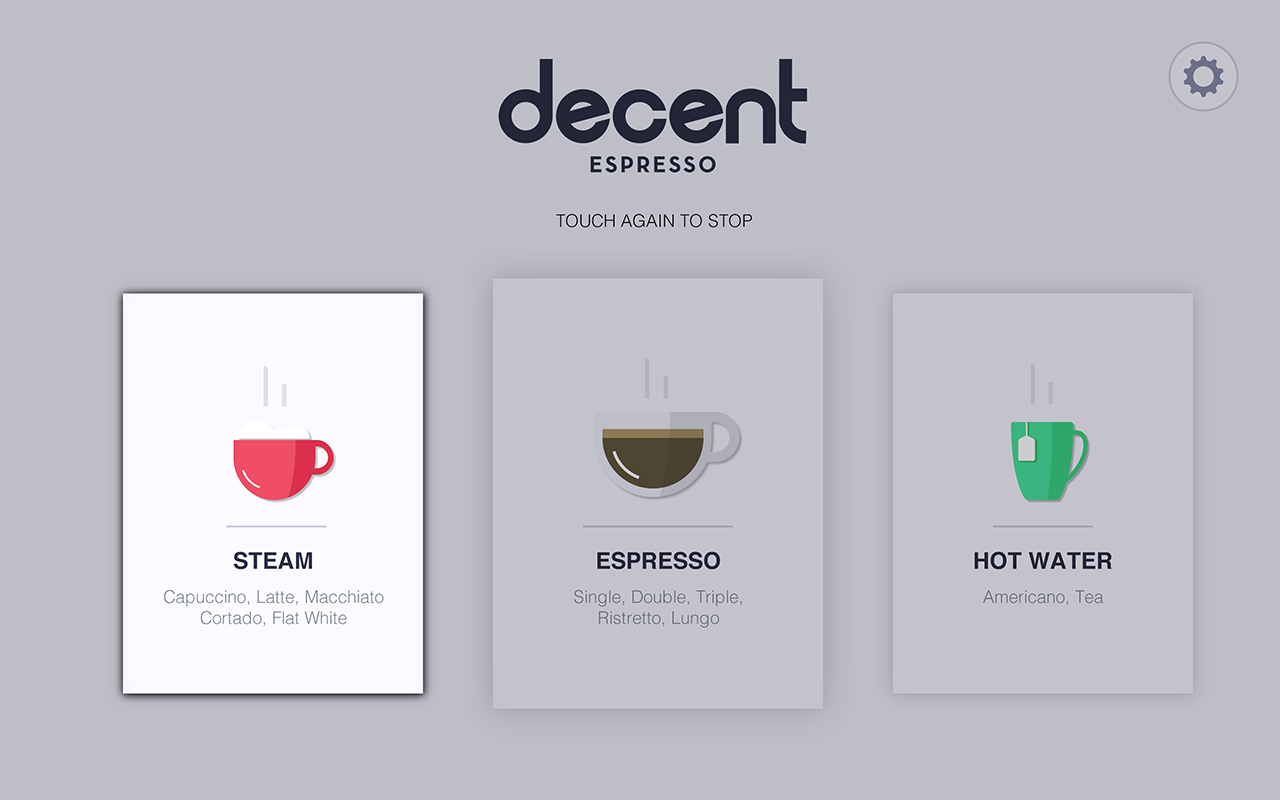 decent
ESPRESSO
TOUCH AGAIN TO STOP
STEAM
Capuccino, Latte, Macchiato
Cortado, Flat White
ESPRESSO
Single, Double, Triple,
Ristretto, Lungo
HOT WATER
Americano, Tea